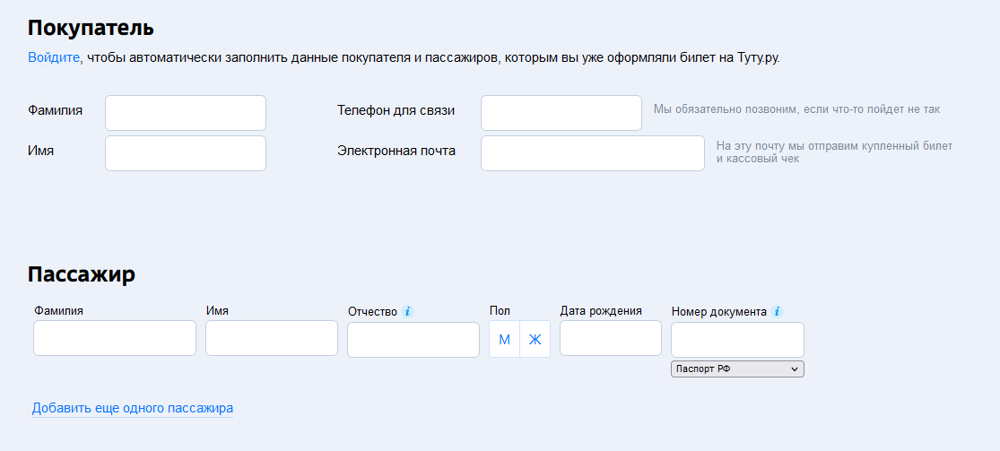 Покупатель
Войдите, чтобы автоматически заполнить данные покупателя и пассажиров, которым вы уже оформляли билет на Туту.ру.
Фамилия
Телефон для связи
Мы обязательно позвоним, если что-то пойдет не так
Имя
Электронная почта
На эту почту мы отправим купленный билет
и кассовый чек
Пассажир
Фамилия
Имя
Отчество i
Пол
Дата рождения
Номер документа i
М
Ж
Паспорт РФ
Добавить еще одного пассажира